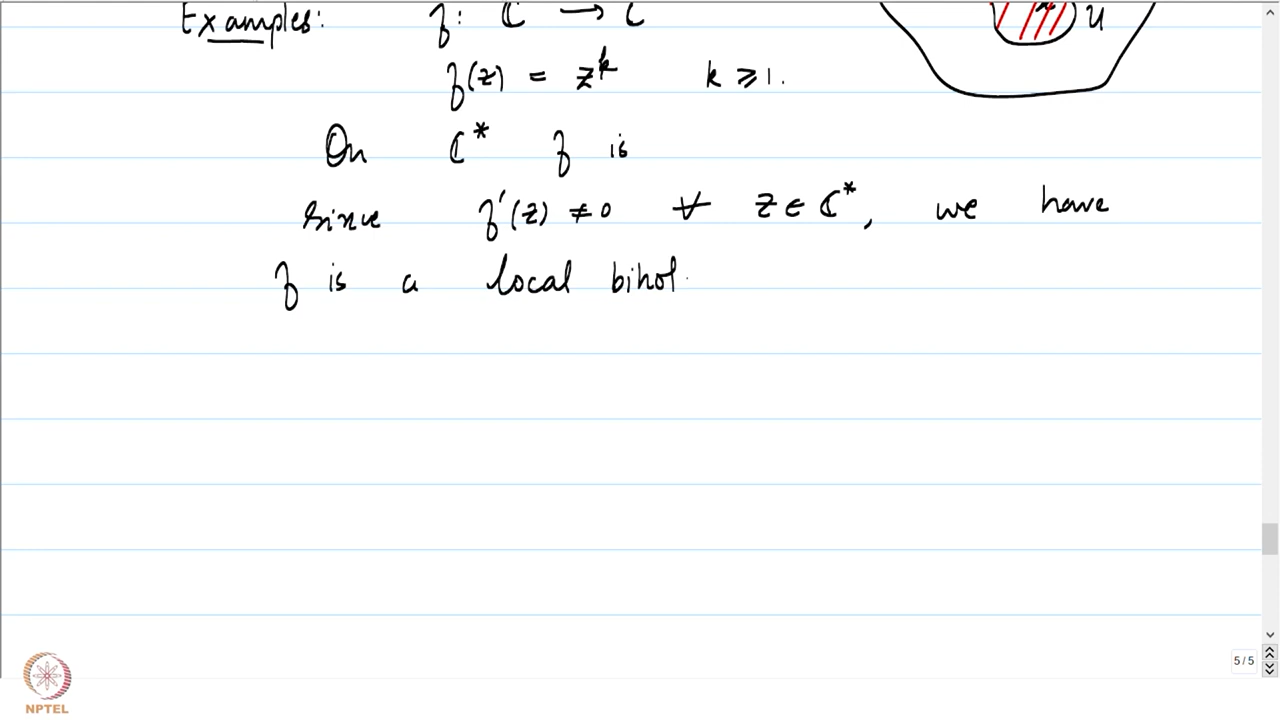 Examples: f: ℂ → ℂ
U
f(z) = z^k k ≥ 1.
On ℂ* f is
since f'(z) ≠ 0 ∀ z ∈ ℂ*, we have
f is a local bihol.
5 / 5
NPTEL